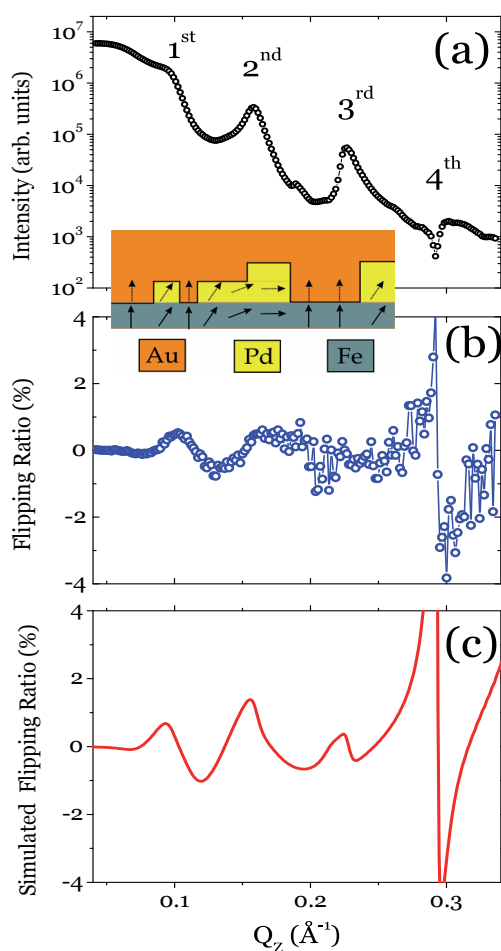 10⁷
10⁶
10⁵
10⁴
10³
10²
Intensity (arb. units)
1ˢᵗ
2ⁿᵈ
3ʳᵈ
4ᵗʰ
(a)
Au
Pd
Fe
4
2
0
-2
-4
Flipping Ratio (%)
(b)
4
2
0
-2
-4
Simulated Flipping Ratio (%)
(c)
0.1
0.2
0.3
Q_Z (Å⁻¹)